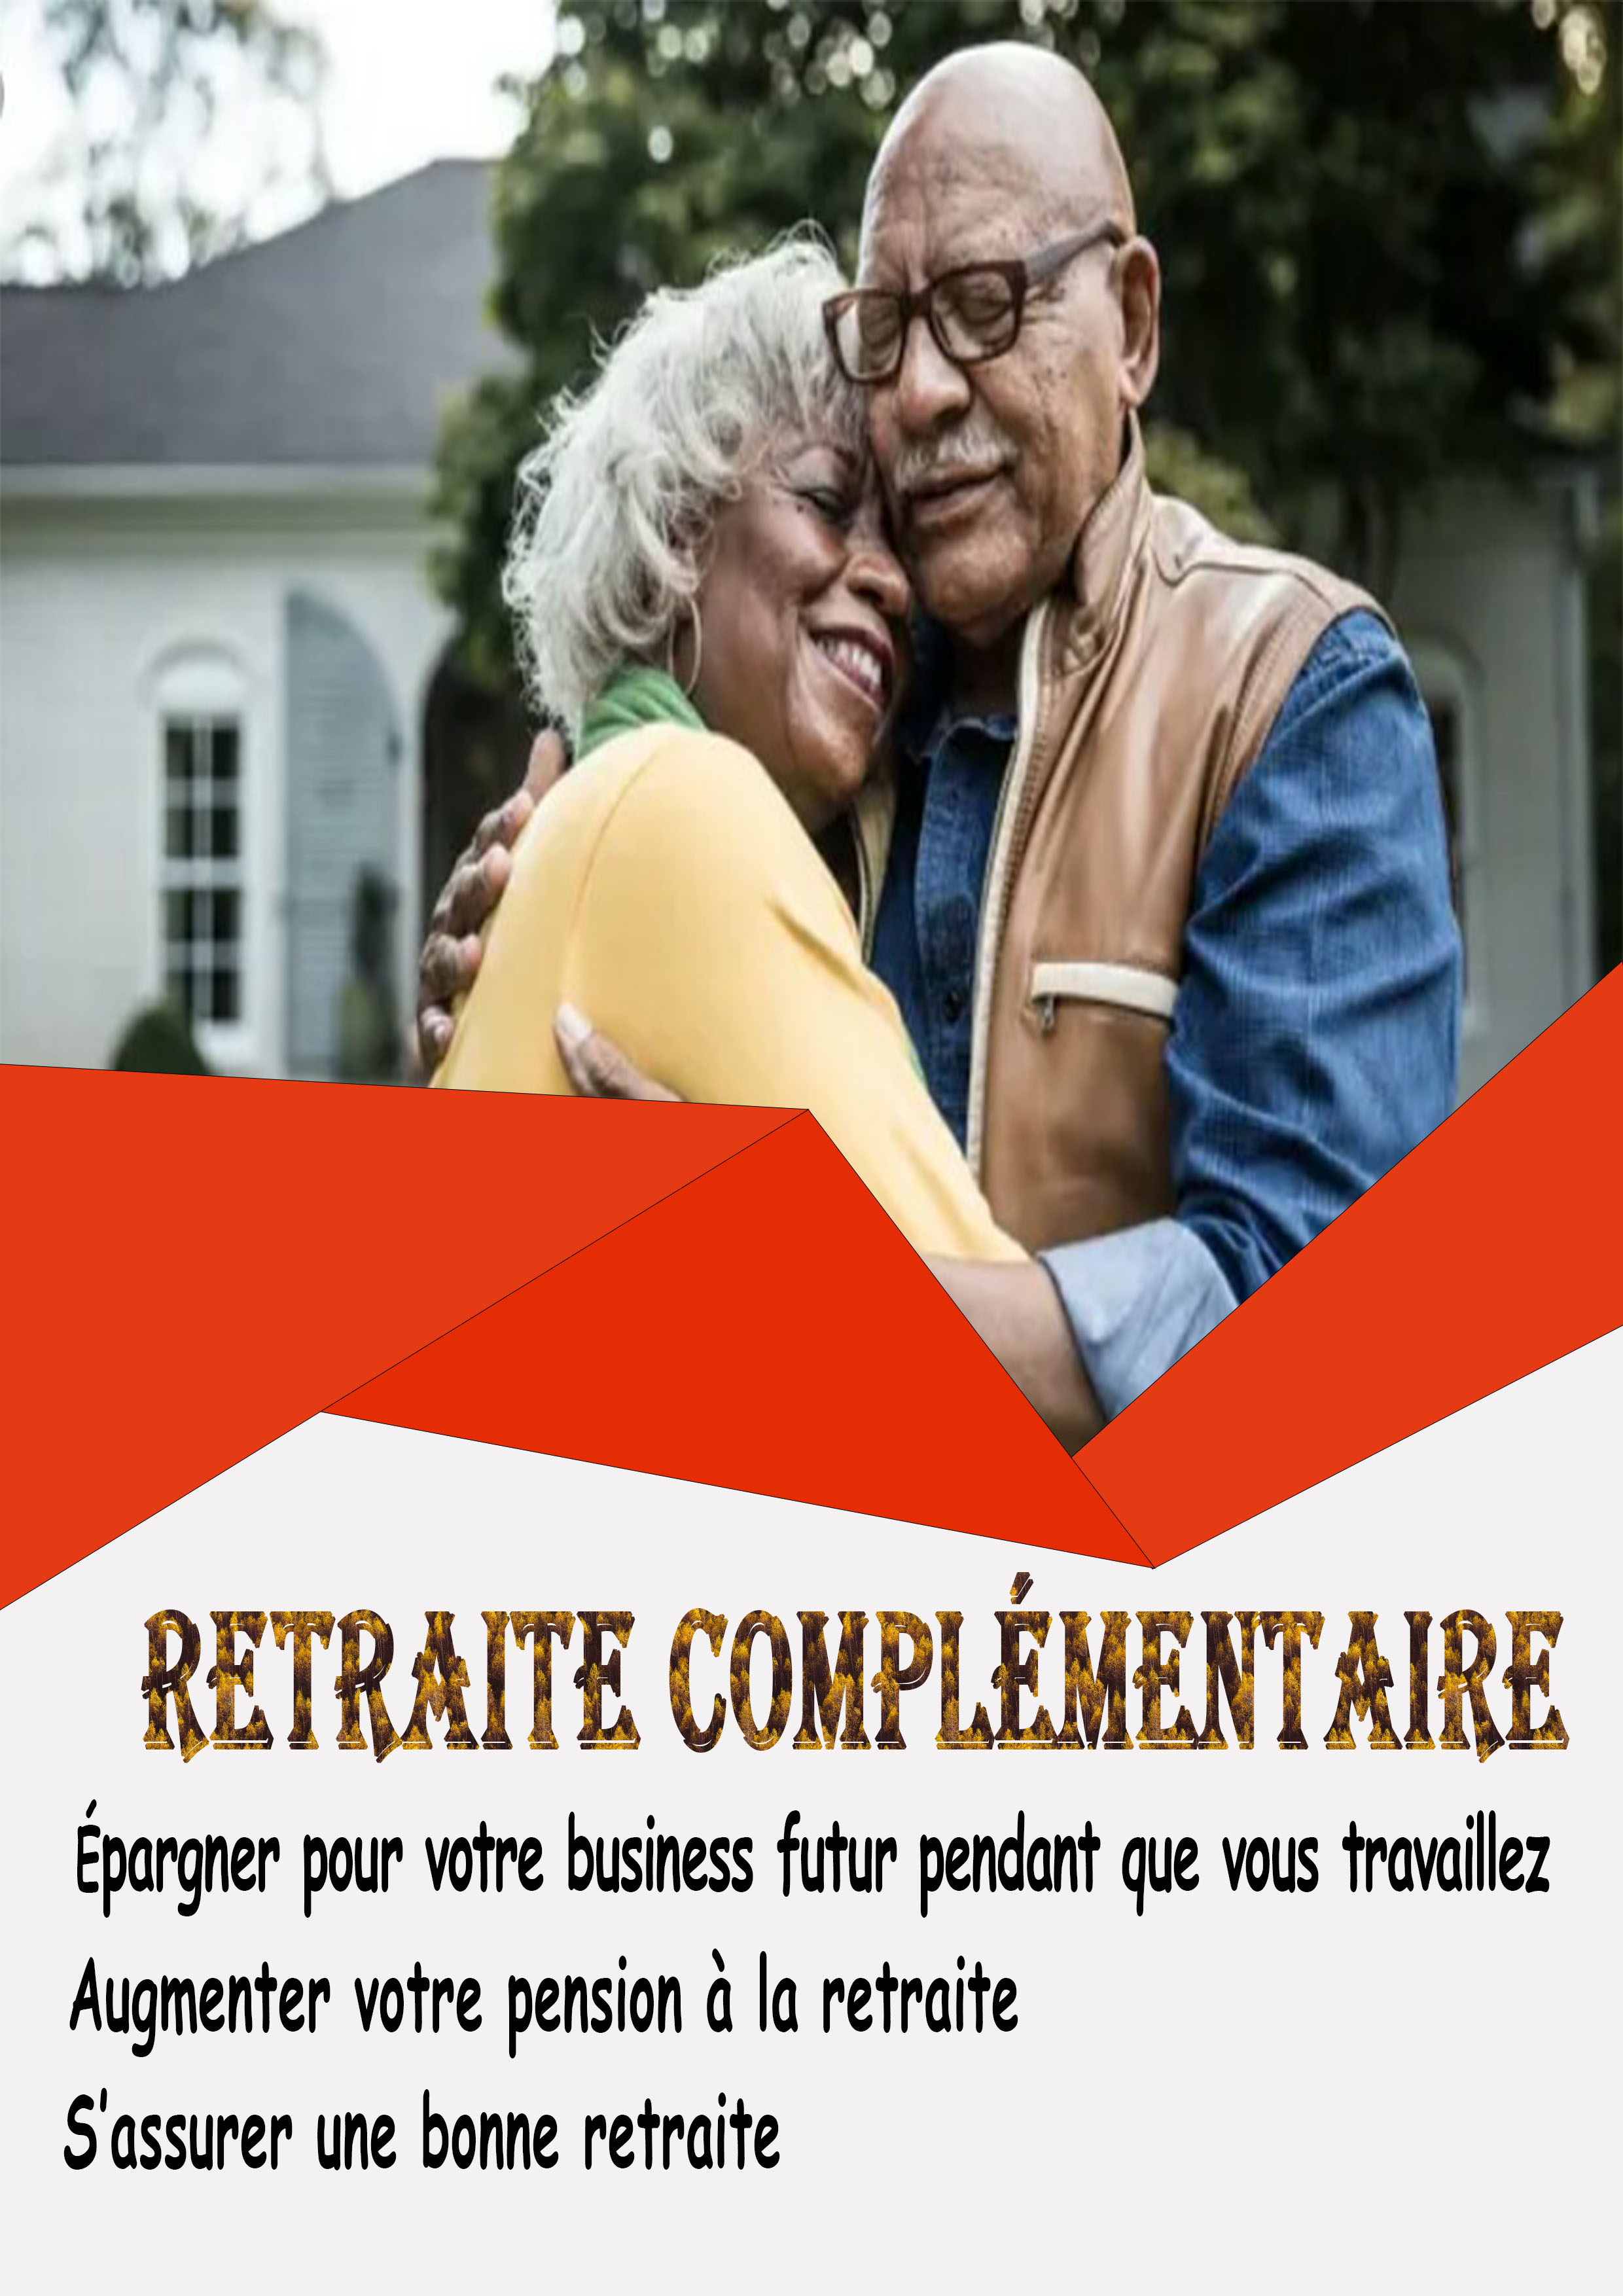 RETRAITE COMPLÉMENTAIRE
Épargner pour votre business futur pendant que vous travaillez
Augmenter votre pension à la retraite
S'assurer une bonne retraite